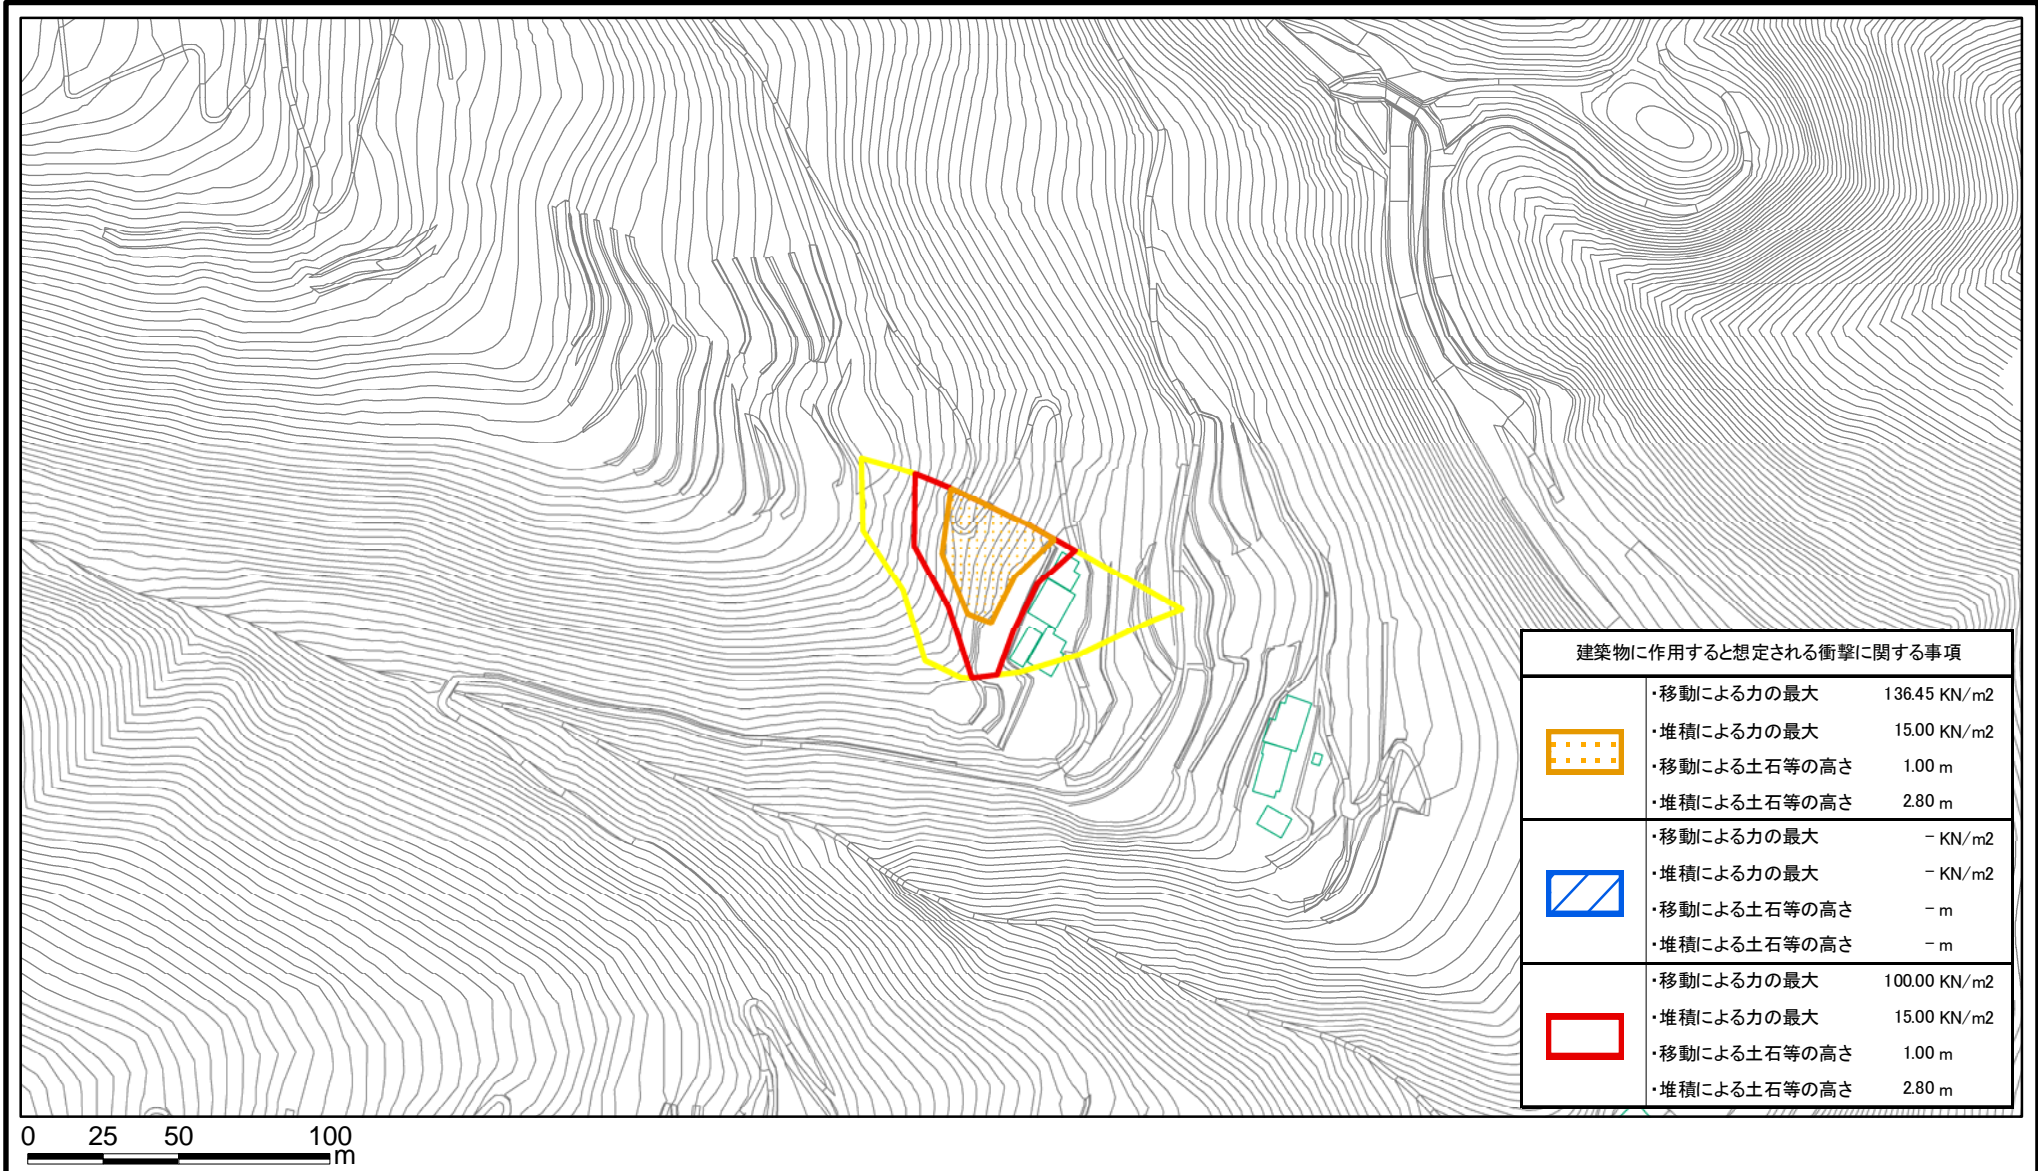 建築物に作用すると想定される衝撃に関する事項
・移動による力の最大 136.45 KN/m2
・堆積による力の最大 15.00 KN/m2
・移動による土石等の高さ 1.00 m
・堆積による土石等の高さ 2.80 m
・移動による力の最大 - KN/m2
・堆積による力の最大 - KN/m2
・移動による土石等の高さ - m
・堆積による土石等の高さ - m
・移動による力の最大 100.00 KN/m2
・堆積による力の最大 15.00 KN/m2
・移動による土石等の高さ 1.00 m
・堆積による土石等の高さ 2.80 m
0 25 50 100
m